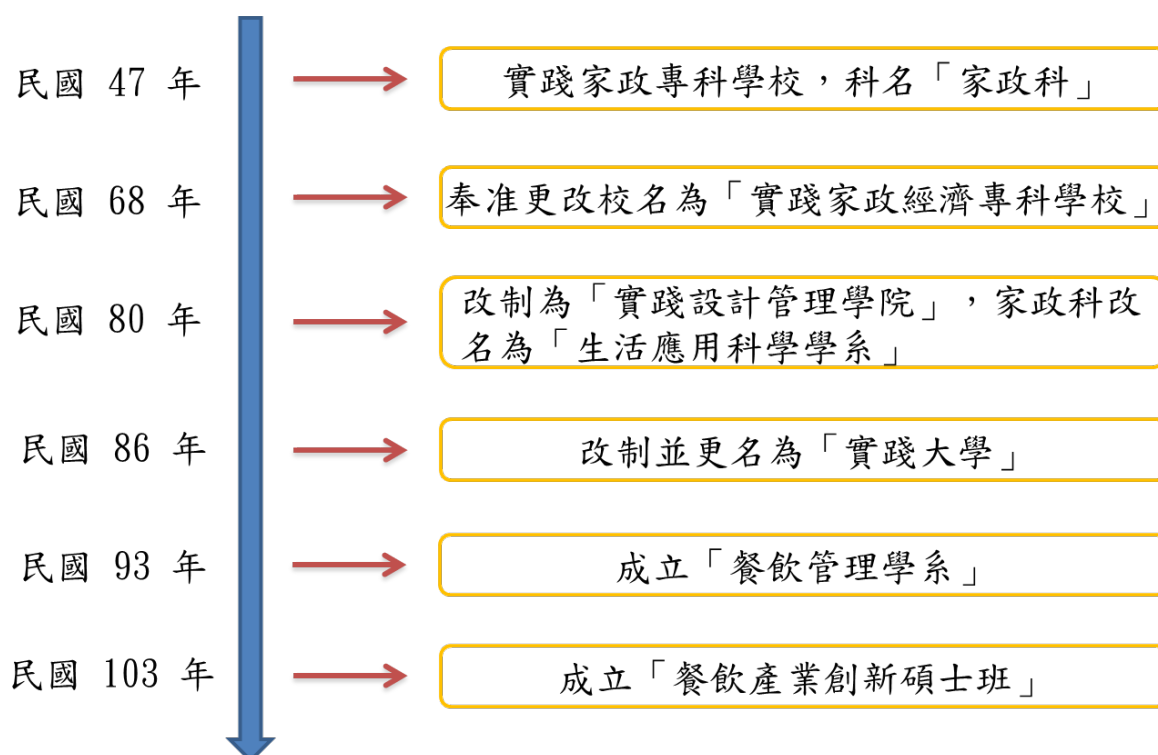 民國 47 年
實踐家政專科學校，科名「家政科」
民國 68 年
奉准更改校名為「實踐家政經濟專科學校」
民國 80 年
改制為「實踐設計管理學院」，家政科改
名為「生活應用科學學系」
民國 86 年
改制並更名為「實踐大學」
民國 93 年
成立「餐飲管理學系」
民國 103 年
成立「餐飲產業創新碩士班」